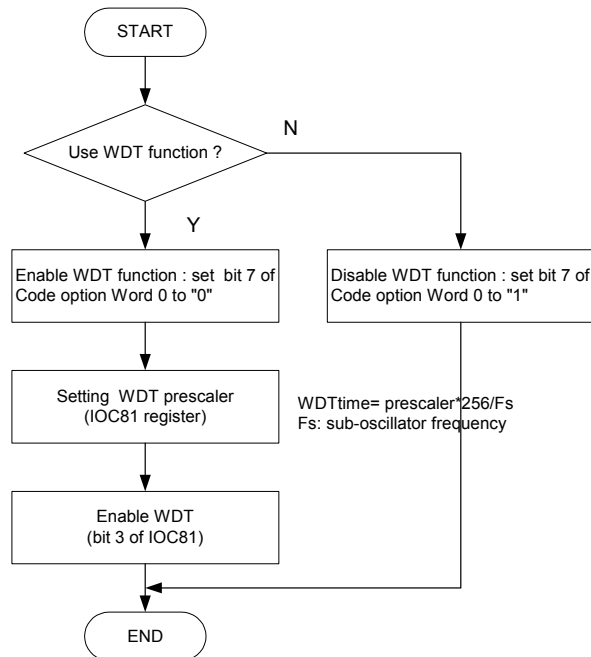 START
Use WDT function ?
N
Y
Enable WDT function : set bit 7 of
Code option Word 0 to "0"
Disable WDT function : set bit 7 of
Code option Word 0 to "1"
Setting WDT prescaler
(IOC81 register)
WDTtime= prescaler*256/Fs
Fs: sub-oscillator frequency
Enable WDT
(bit 3 of IOC81)
END